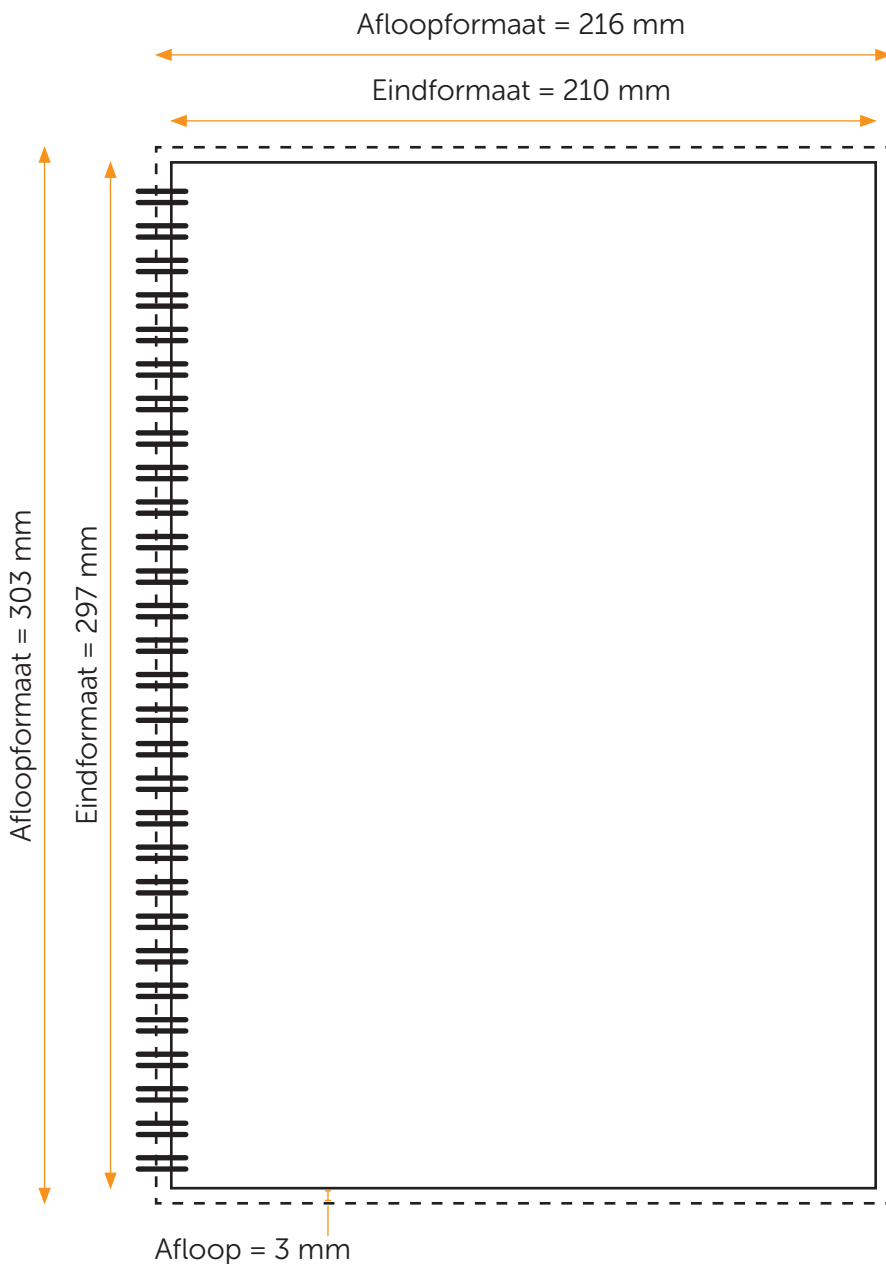 Afloopformaat = 216 mm
Eindformaat = 210 mm
Afloopformaat = 303 mm
Eindformaat = 297 mm
Afloop = 3 mm